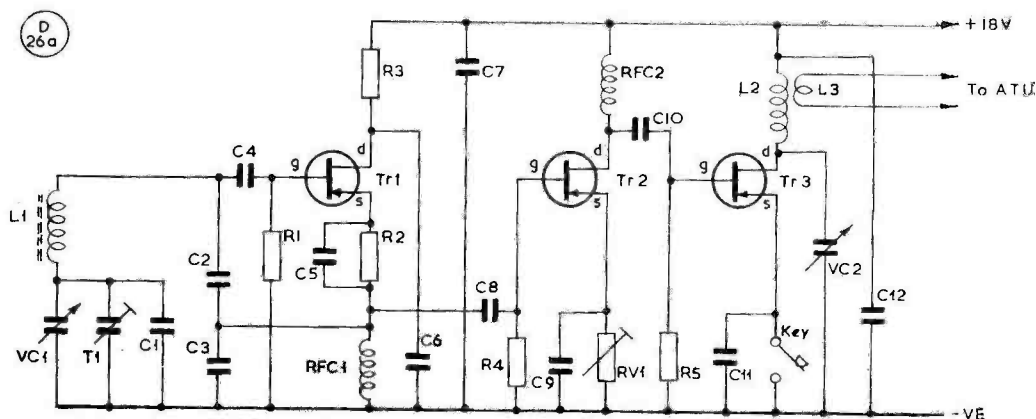 D
26a
+18V
R3
C7
RFC2
L2
L3
To ATU
C10
C4
g
d
Tr1
s
g
d
Tr2
s
g
d
Tr3
s
L1
C2
R1
C5
R2
VC2
C8
C12
VC1
T1
C1
C3
RFC1
C6
R4
C9
RV1
R5
C11
Key
-VE